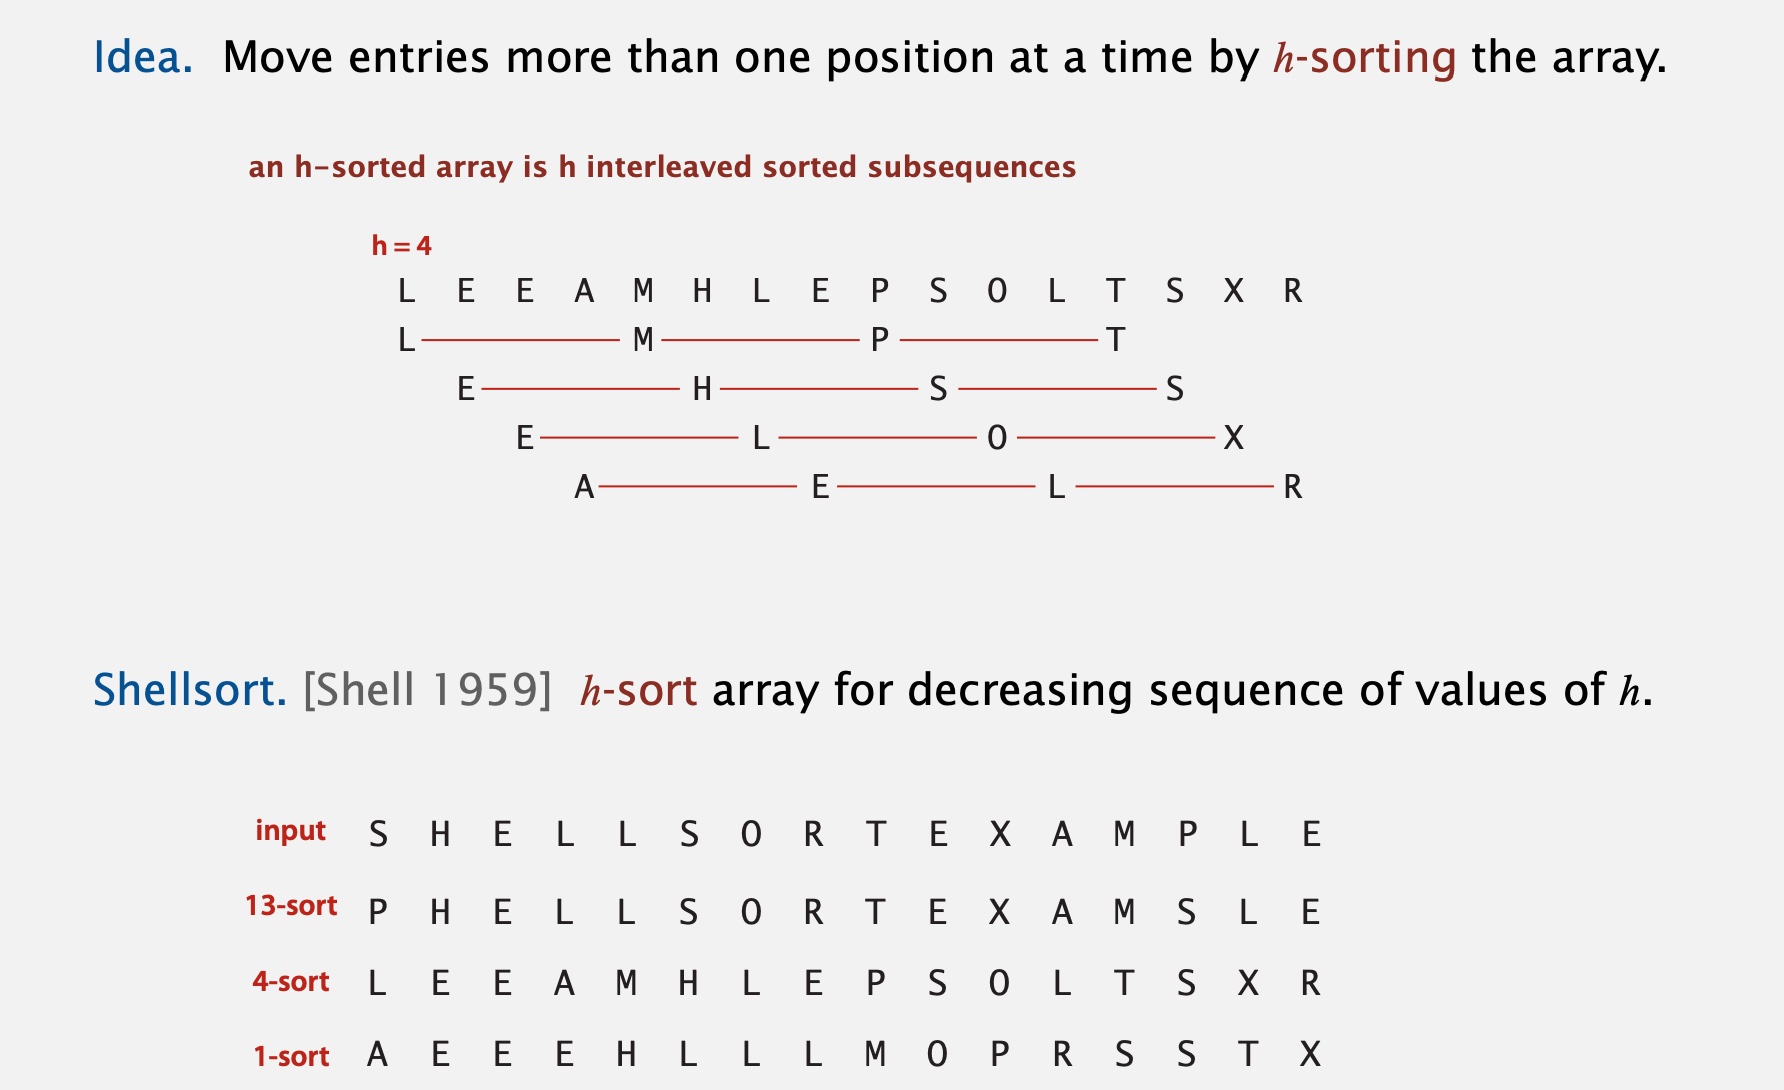 Idea. Move entries more than one position at a time by h-sorting the array.
an h-sorted array is h interleaved sorted subsequences
h = 4
L E E A M H L E P S O L T S X R
L M P T
E H S S
E L O X
A E L R
Shellsort. [Shell 1959] h-sort array for decreasing sequence of values of h.
input S H E L L S O R T E X A M P L E
13-sort P H E L L S O R T E X A M S L E
4-sort L E E A M H L E P S O L T S X R
1-sort A E E E H L L L M O P R S S T X